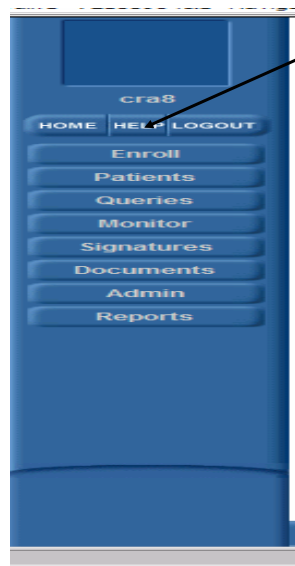 cra8
HOME HELP LOGOUT
Enroll
Patients
Queries
Monitor
Signatures
Documents
Admin
Reports